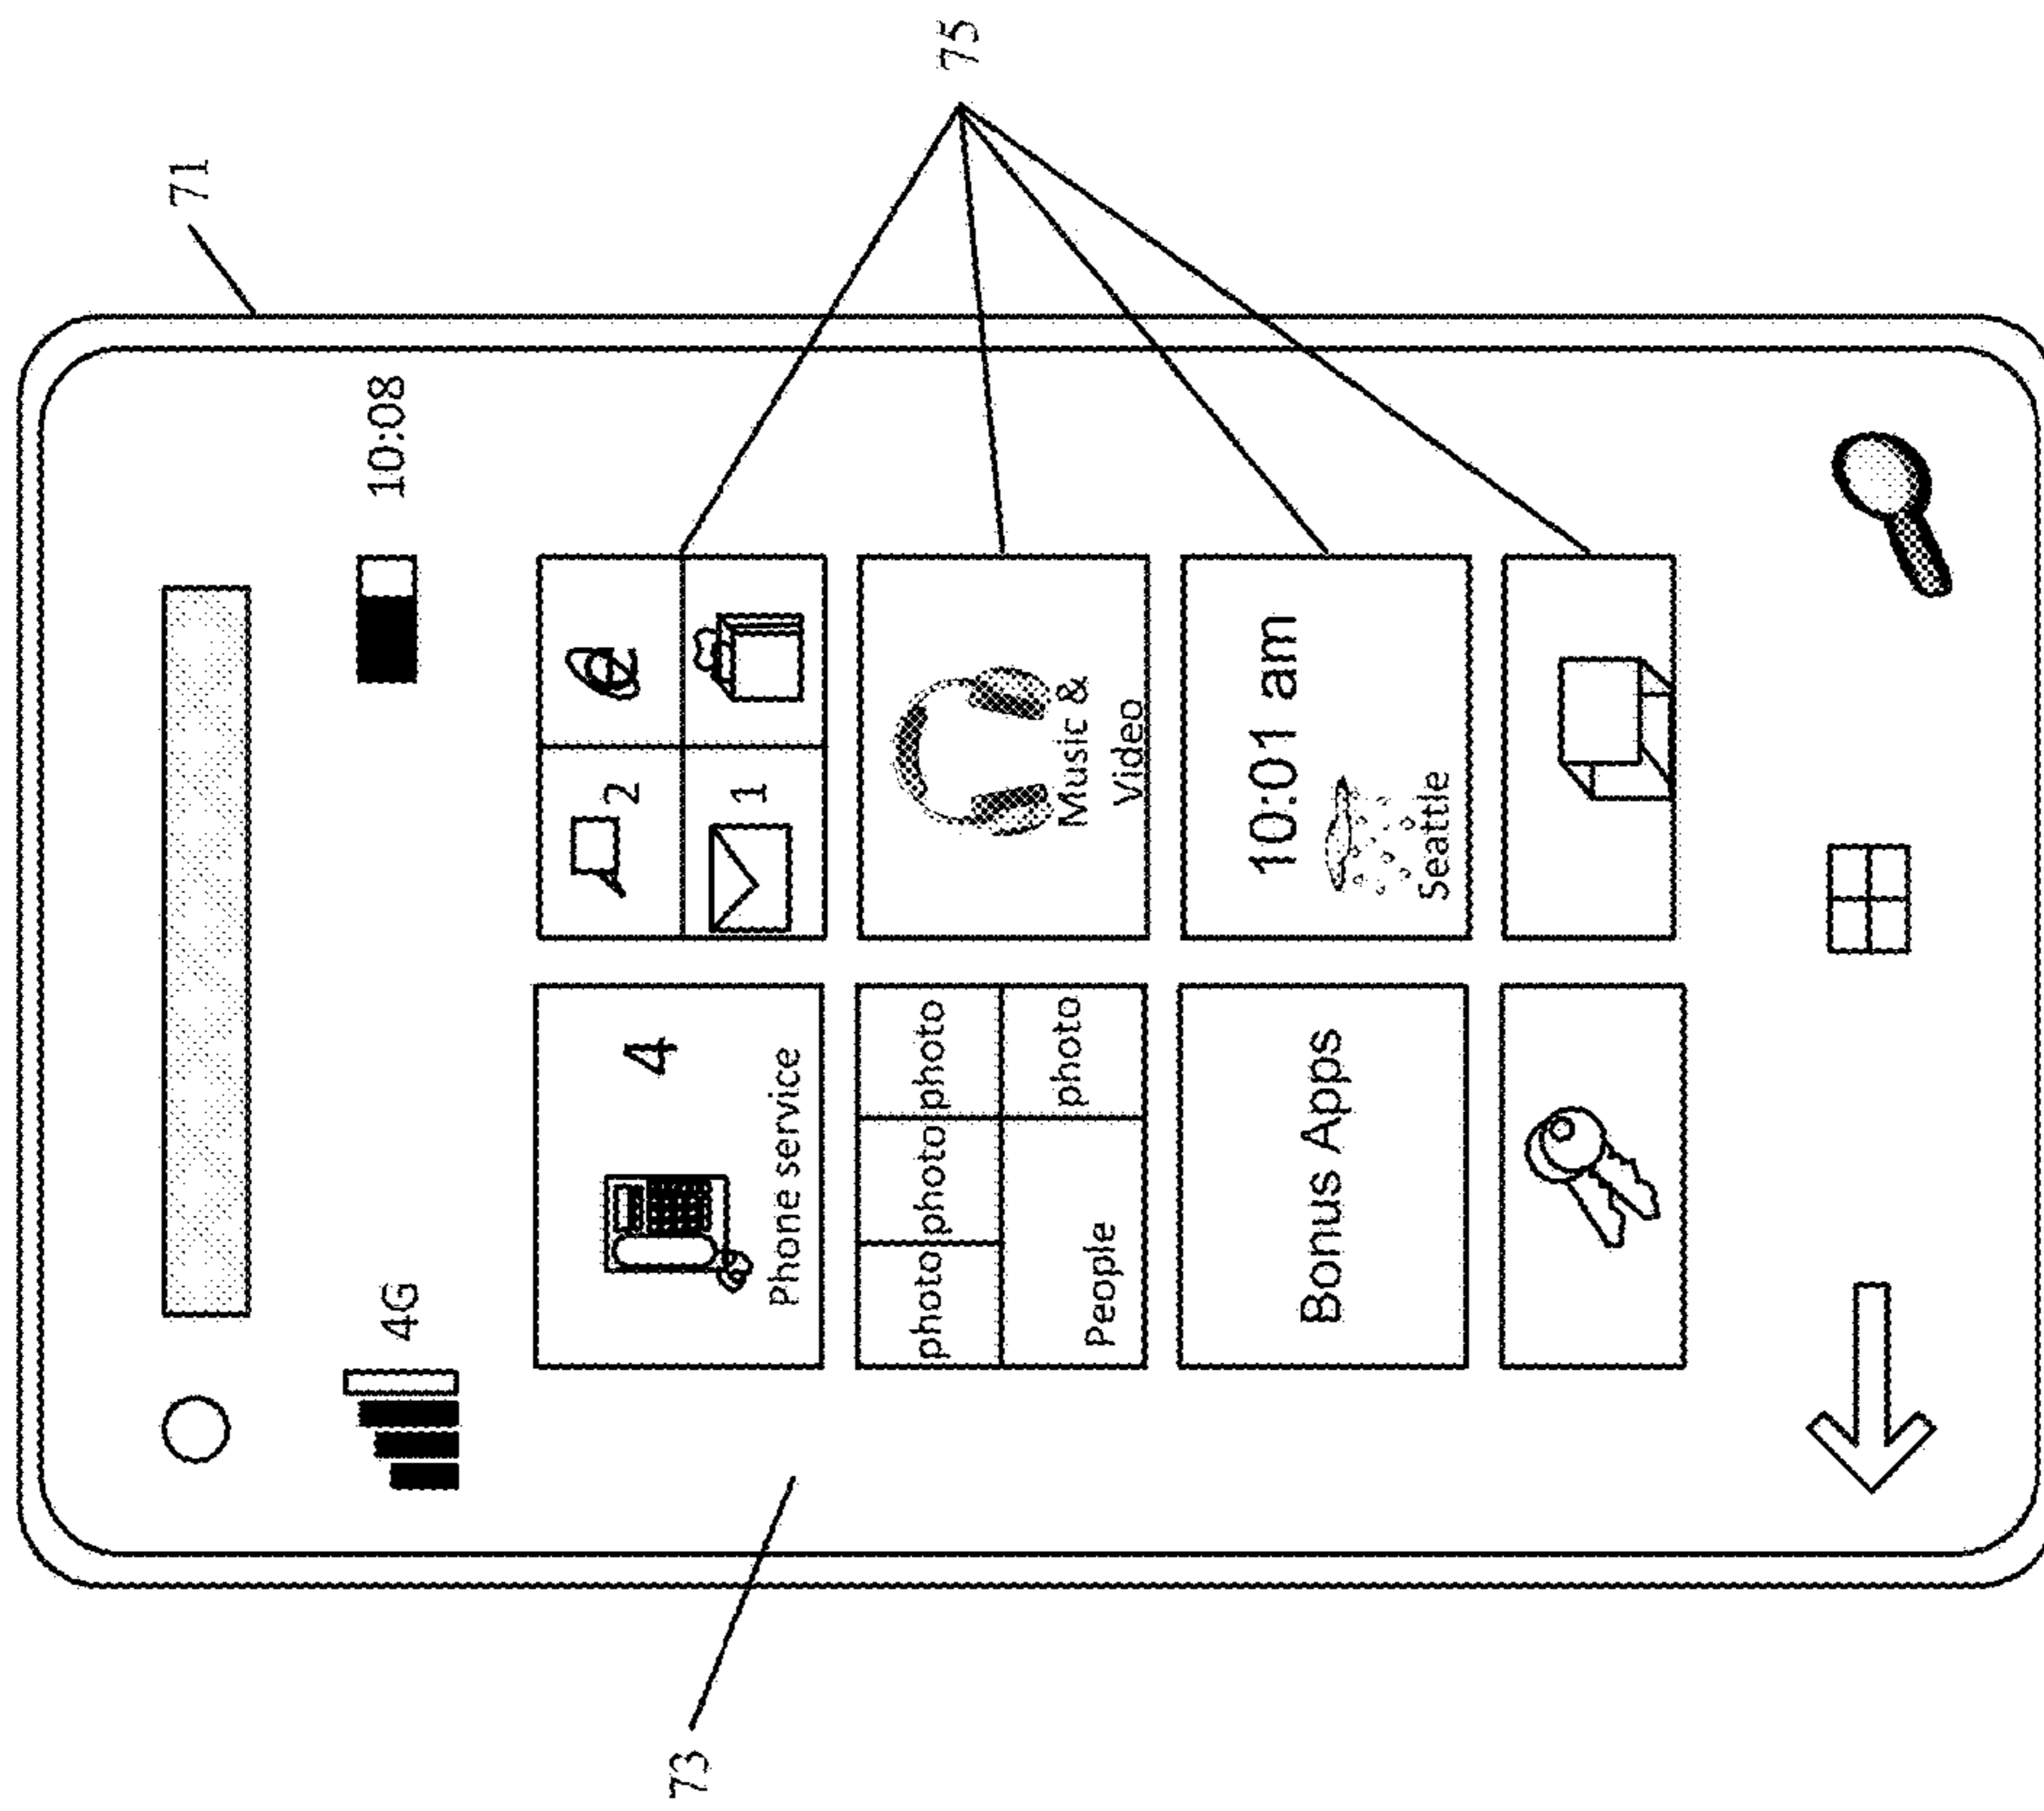 71
4G
10:08
4
Phone service
2
1
75
photo photo photo
People
photo
Music &
Video
Bonus Apps
10:01 am
Seattle
73